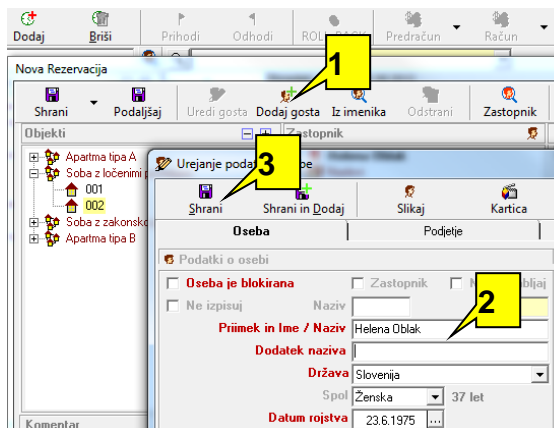 Dodaj Briši Prihodi Odhodi Predračun Račun
Nova Rezervacija
1
Shrani Podaljšaj Uredi gosta Dodaj gosta Iz imenika Odstrani Zastopnik
Objekti Zastopnik
Apartma tipa A
Soba z ločenimi
001
002
Soba z zakonsko
Apartma tipa B
Komentar
Urejanje
3
Shrani Shrani in Dodaj Slikaj Kartica
Oseba Podjetje
Podatki o osebi
Oseba je blokirana Zastopnik
2
Ne izpisuj Naziv
Priimek in Ime / Naziv Helena Oblak
Dodatek naziva
Država Slovenija
Spol Ženska 37 let
Datum rojstva 23.6.1975 ...